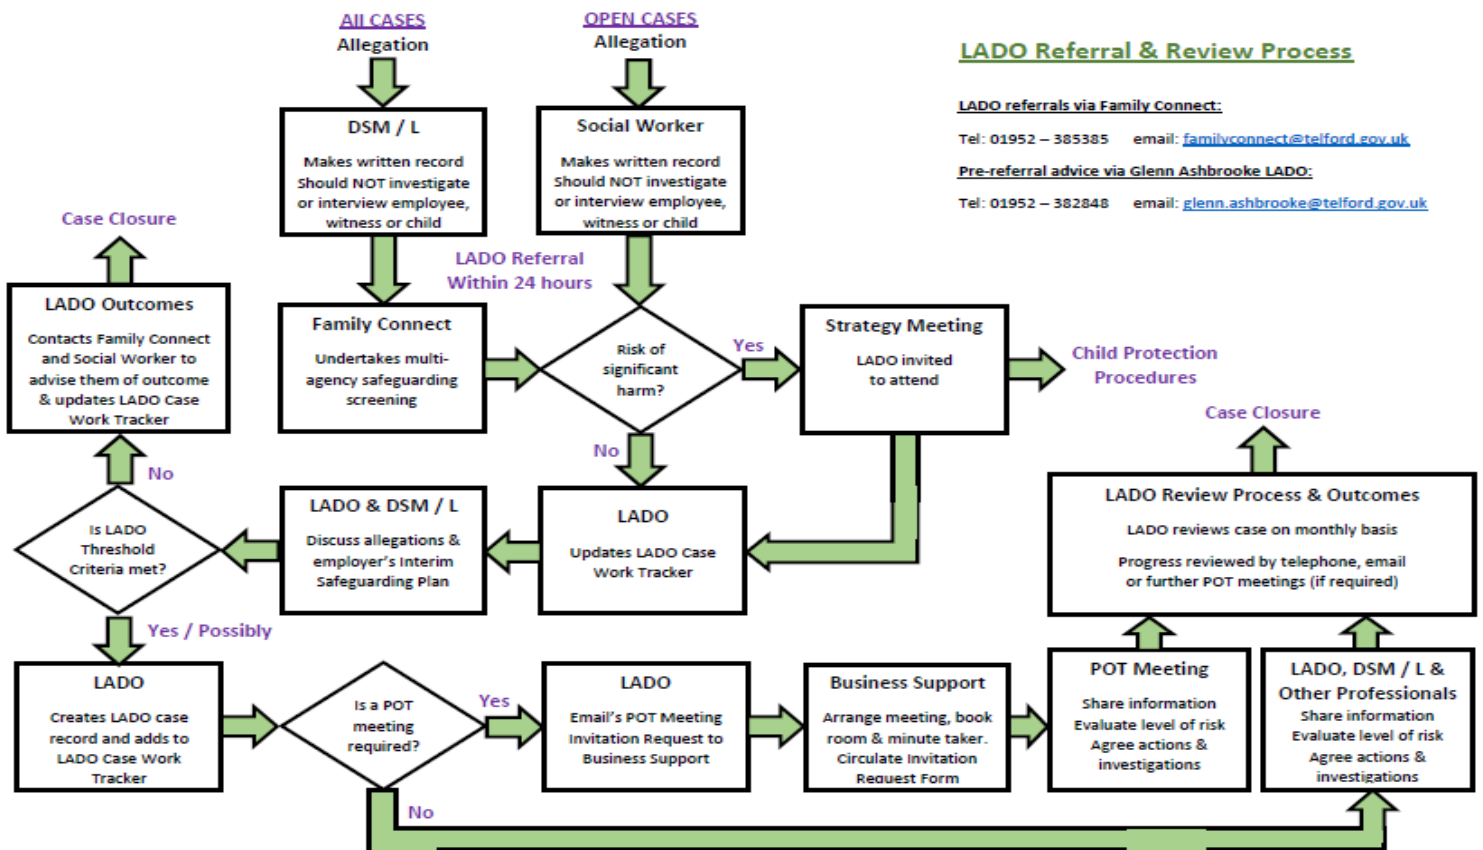 All CASES
Allegation
OPEN CASES
Allegation
LADO Referral & Review Process
LADO referrals via Family Connect:
Tel: 01952 – 385385 email: familyconnect@telford.gov.uk
Pre-referral advice via Glenn Ashbrooke LADO:
Tel: 01952 – 382848 email: glenn.ashbrooke@telford.gov.uk
DSM / L
Makes written record
Should NOT investigate
or interview employee,
witness or child
Social Worker
Makes written record
Should NOT investigate
or interview employee,
witness or child
LADO Referral
Within 24 hours
Case Closure
LADO Outcomes
Contacts Family Connect
and Social Worker to
advise them of outcome
& updates LADO Case
Work Tracker
Family Connect
Undertakes multi-
agency safeguarding
screening
Risk of
significant
harm?
Yes
Strategy Meeting
LADO invited
to attend
Child Protection
Procedures
No
No
Is LADO
Threshold
Criteria met?
LADO & DSM / L
Discuss allegations &
employer's Interim
Safeguarding Plan
LADO
Updates LADO Case
Work Tracker
Case Closure
LADO Review Process & Outcomes
LADO reviews case on monthly basis
Progress reviewed by telephone, email
or further POT meetings (if required)
Yes / Possibly
LADO
Creates LADO case
record and adds to
LADO Case Work
Tracker
Is a POT
meeting
required?
Yes
LADO
Email's POT Meeting
Invitation Request to
Business Support
Business Support
Arrange meeting, book
room & minute taker.
Circulate Invitation
Request Form
POT Meeting
Share information
Evaluate level of risk
Agree actions &
investigations
LADO, DSM / L &
Other Professionals
Share information
Evaluate level of risk
Agree actions &
investigations
No